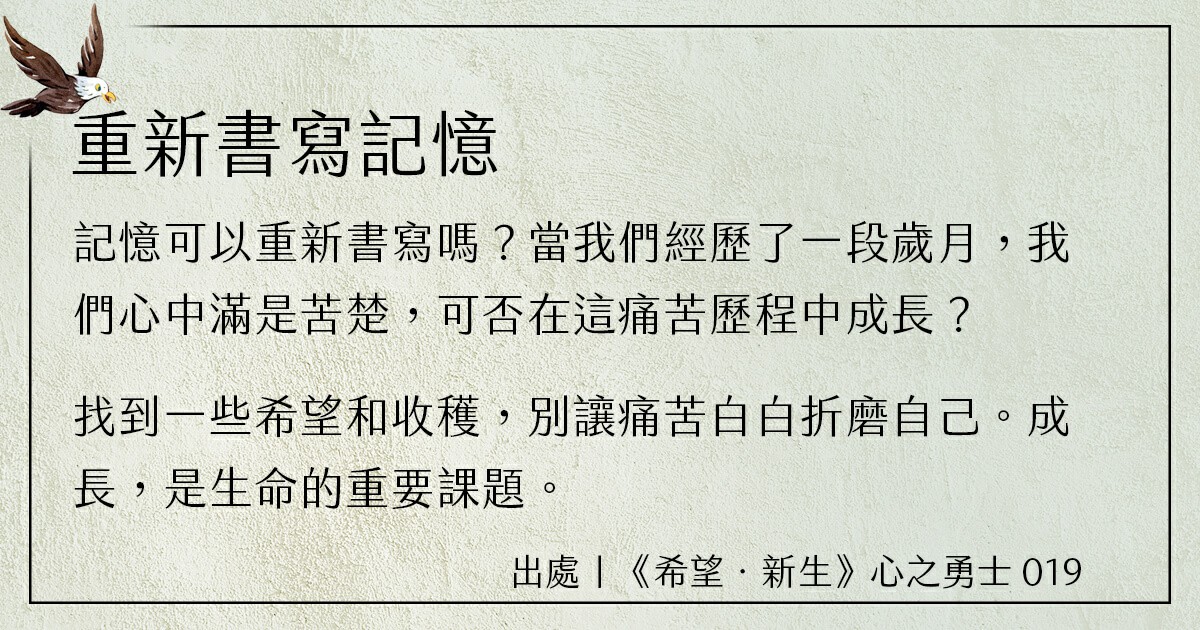 重新書寫記憶
記憶可以重新書寫嗎？當我們經歷了一段歲月，我
們心中滿是苦楚，可否在這痛苦歷程中成長？
找到一些希望和收穫，別讓痛苦白白折磨自己。成
長，是生命的重要課題。
出處｜《希望．新生》心之勇士 019